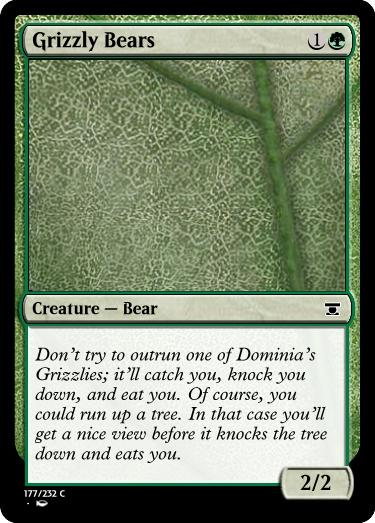 Grizzly Bears 1
Creature — Bear
Don't try to outrun one of Dominia's
Grizzlies; it'll catch you, knock you
down, and eat you. Of course, you
could run up a tree. In that case you'll
get a nice view before it knocks the tree
down and eats you.
2/2
177/232 C